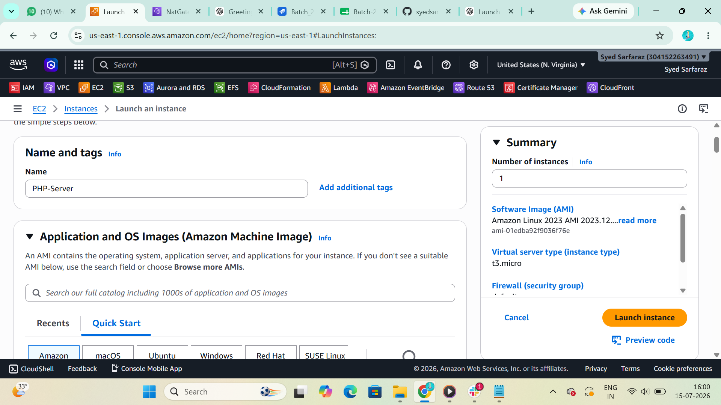 (10) Wh
Launch
NatGat
Greetin
Batch 2
Batch-2
syedsar
Launch
Ask Gemini
us-east-1.console.aws.amazon.com/ec2/home?region=us-east-1#LaunchInstances:
aws
Search
[Alt+S]
United States (N. Virginia) ▼
Syed Sarfaraz (304152263491) ▼
Syed Sarfaraz
IAM
VPC
EC2
S3
Aurora and RDS
EFS
CloudFormation
Lambda
Amazon EventBridge
Route 53
Certificate Manager
CloudFront
EC2 > Instances > Launch an instance
the simple steps below.
Name and tags Info
Name
PHP-Server
Add additional tags
Application and OS Images (Amazon Machine Image) Info
An AMI contains the operating system, application server, and applications for your instance. If you don't see a suitable
AMI below, use the search field or choose Browse more AMIs.
Search our full catalog including 1000s of application and OS images
Recents
Quick Start
Amazon
macOS
Ubuntu
Windows
Red Hat
SUSE Linux
Summary
Number of instances Info
1
Software Image (AMI)
Amazon Linux 2023 AMI 2023.12....read more
ami-01edba92f9036f76e
Virtual server type (instance type)
t3.micro
Firewall (security group)
Cancel
Launch instance
Preview code
CloudShell
Feedback
Console Mobile App
© 2026, Amazon Web Services, Inc. or its affiliates.
Privacy
Terms
Cookie preferences
33°
Search
ENG
IN
16:00
15-07-2026